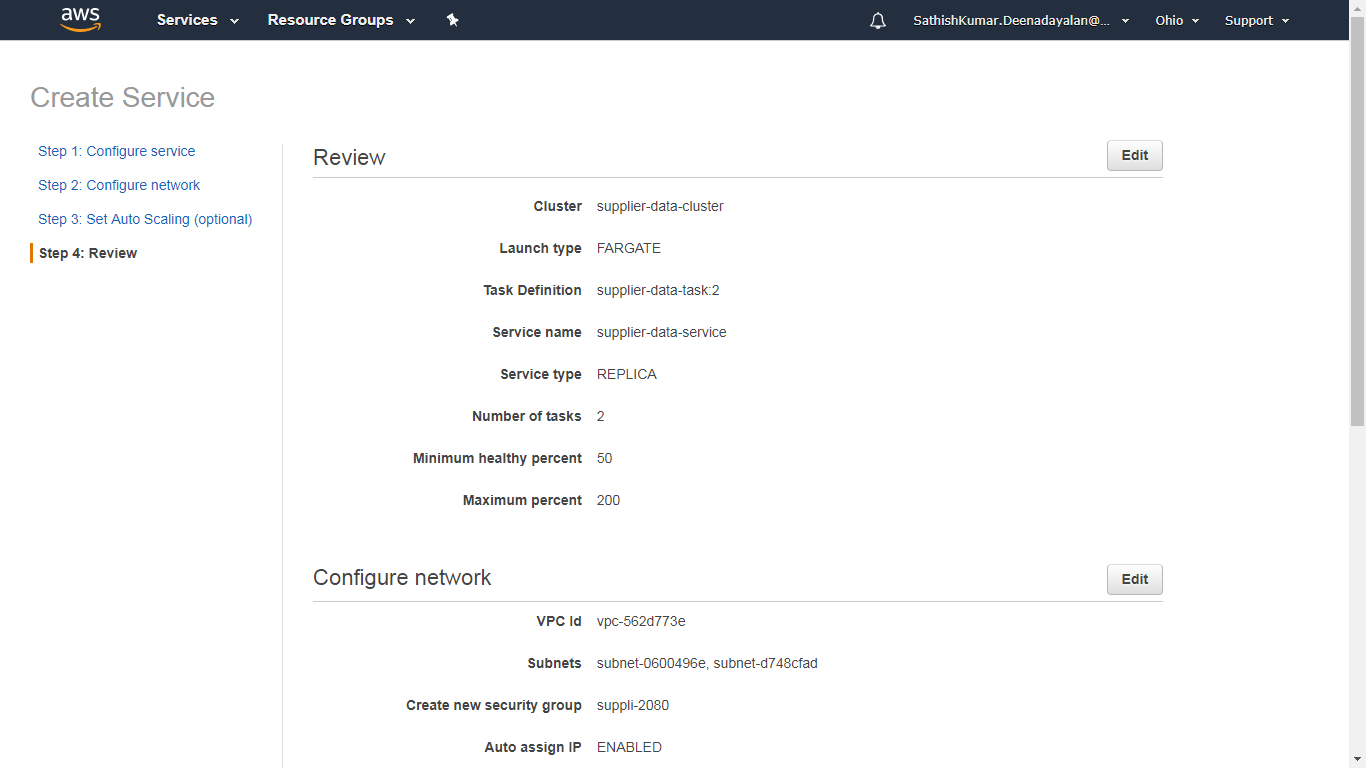 aws Services Resource Groups SathishKumar.Deenadayalan@... Ohio Support
Create Service
Step 1: Configure service
Step 2: Configure network
Step 3: Set Auto Scaling (optional)
Step 4: Review
Review Edit
Cluster supplier-data-cluster
Launch type FARGATE
Task Definition supplier-data-task:2
Service name supplier-data-service
Service type REPLICA
Number of tasks 2
Minimum healthy percent 50
Maximum percent 200
Configure network Edit
VPC Id vpc-562d773e
Subnets subnet-0600496e, subnet-d748cfad
Create new security group suppli-2080
Auto assign IP ENABLED